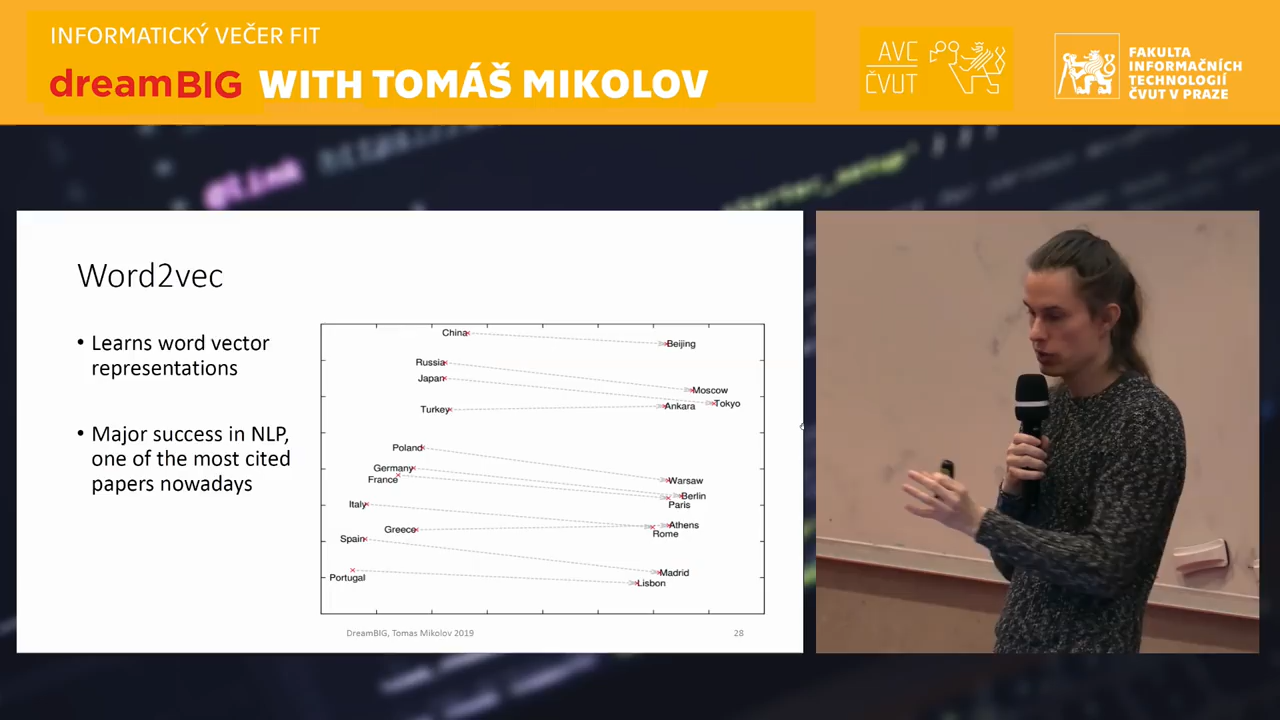 INFORMATICKÝ VEČER FIT
dreamBIG WITH TOMÁŠ MIKOLOV
AVC
ČVUT
FAKULTA
INFORMAČNÍCH
TECHNOLOGIÍ
ČVUT V PRAZE
@link
Word2vec
• Learns word vector
representations
• Major success in NLP,
one of the most cited
papers nowadays
China
Beijing
Russia
Moscow
Japan
Tokyo
Turkey
Ankara
Poland
Warsaw
Germany
Berlin
France
Paris
Italy
Rome
Greece
Athens
Spain
Madrid
Portugal
Lisbon
DreamBIG, Tomas Mikolov 2019
28